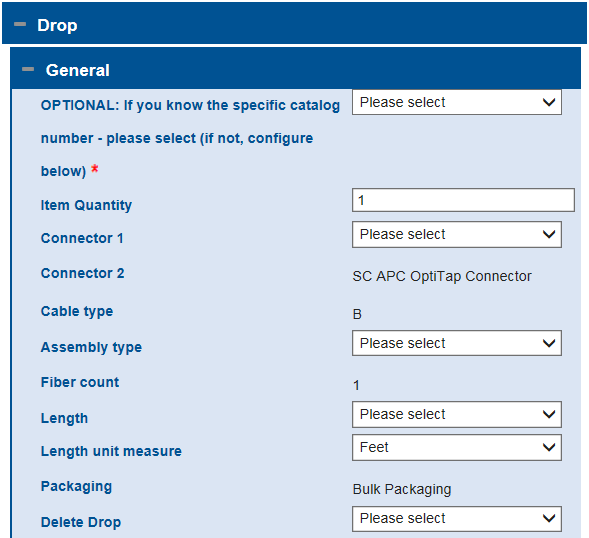 Drop
General
OPTIONAL: If you know the specific catalog Please select
number - please select (if not, configure
below) *
Item Quantity 1
Connector 1 Please select
Connector 2 SC APC OptiTap Connector
Cable type B
Assembly type Please select
Fiber count 1
Length Please select
Length unit measure Feet
Packaging Bulk Packaging
Delete Drop Please select